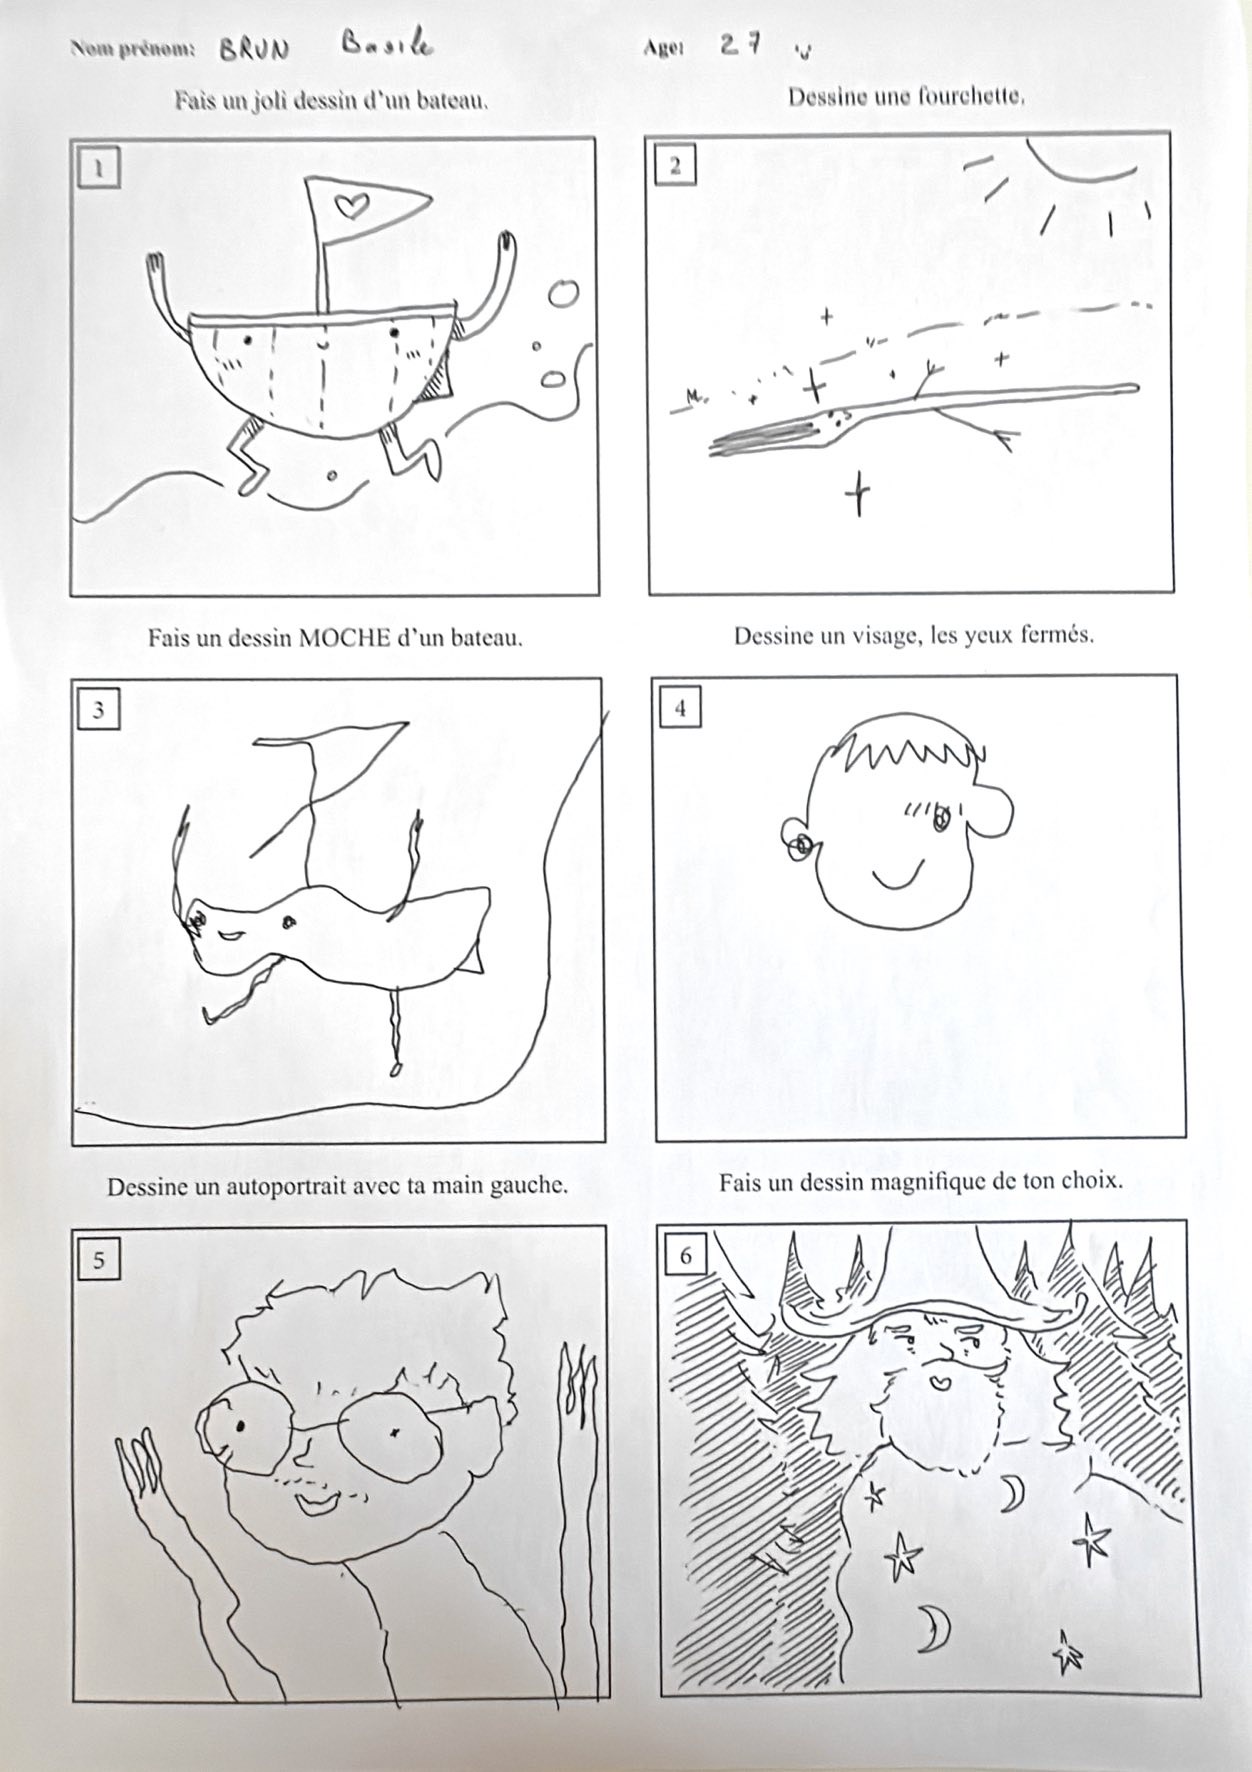 Nom prénom: BRUN Basile
Age: 27
Fais un joli dessin d'un bateau.
Dessine une fourchette.
1
2
Fais un dessin MOCHE d'un bateau.
Dessine un visage, les yeux fermés.
3
4
Dessine un autoportrait avec ta main gauche.
Fais un dessin magnifique de ton choix.
5
6